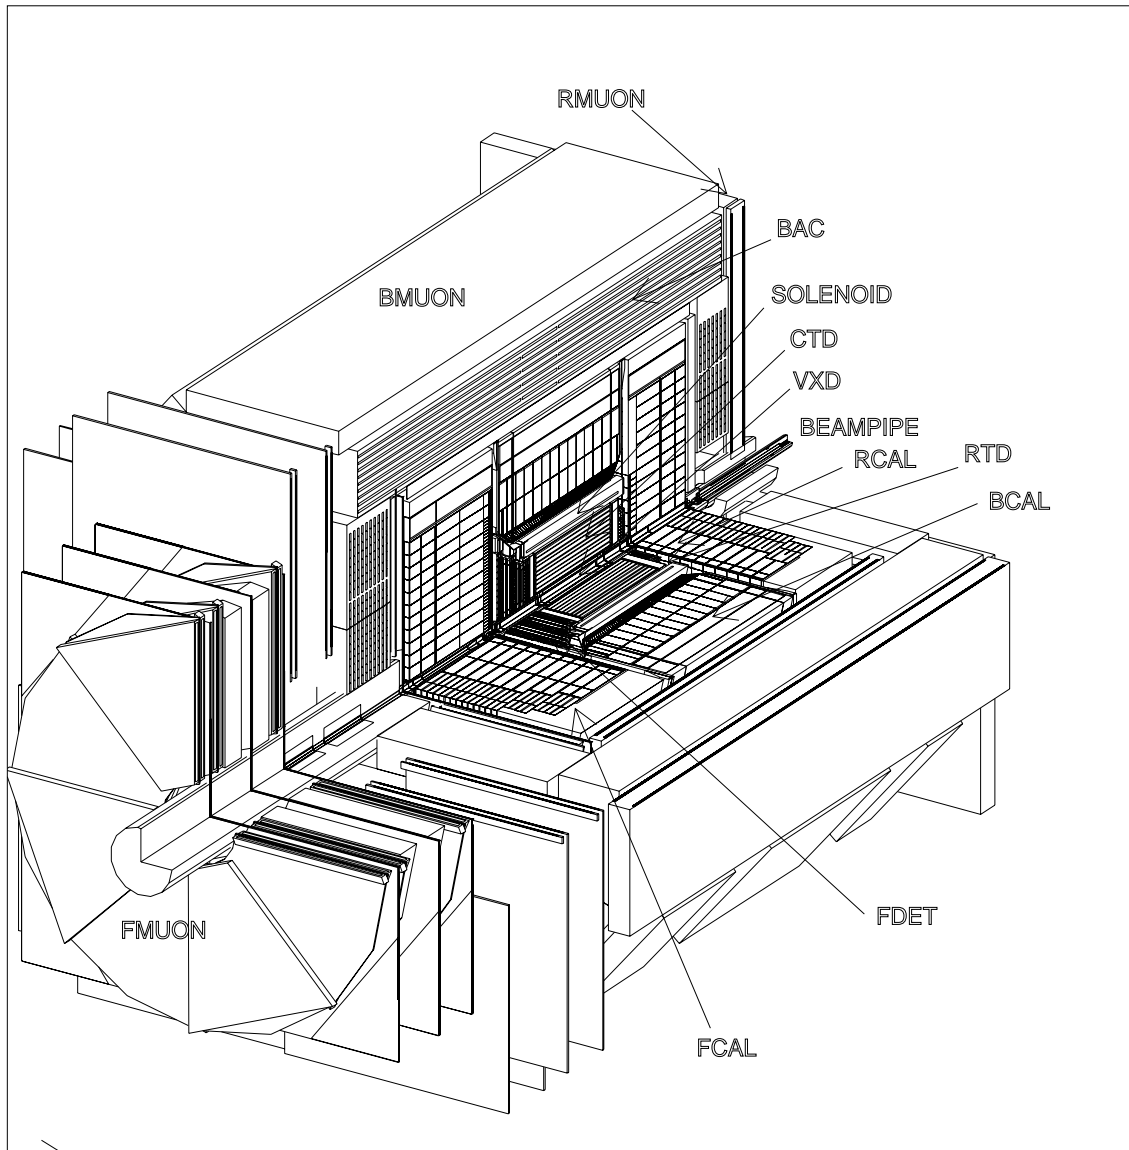 RMUON
BAC
BMUON
SOLENOID
CTD
VXD
BEAMPIPE
RCAL
RTD
BCAL
FDET
FMUON
FCAL